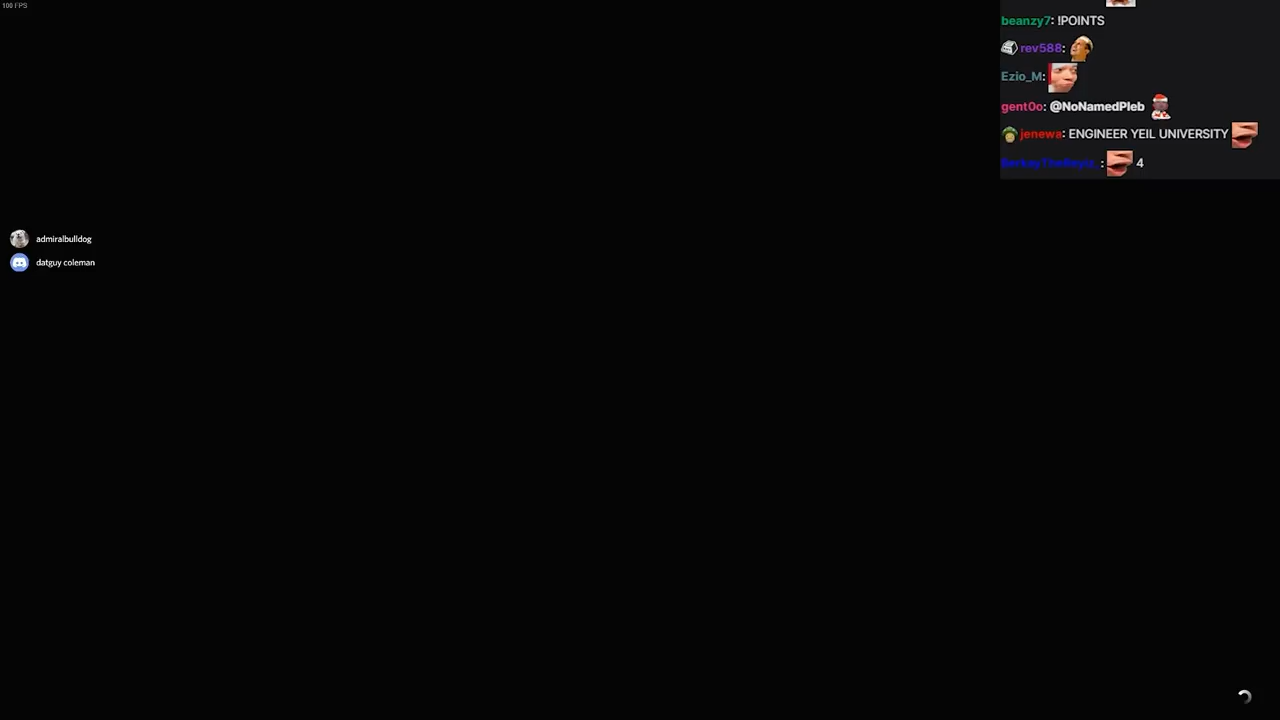 100 FPS
beanzy7: !POINTS
rev588:
Ezio_M:
gent0o: @NoNamedPleb
jenewa: ENGINEER YEIL UNIVERSITY
: 4
admiralbulldog
datguy coleman